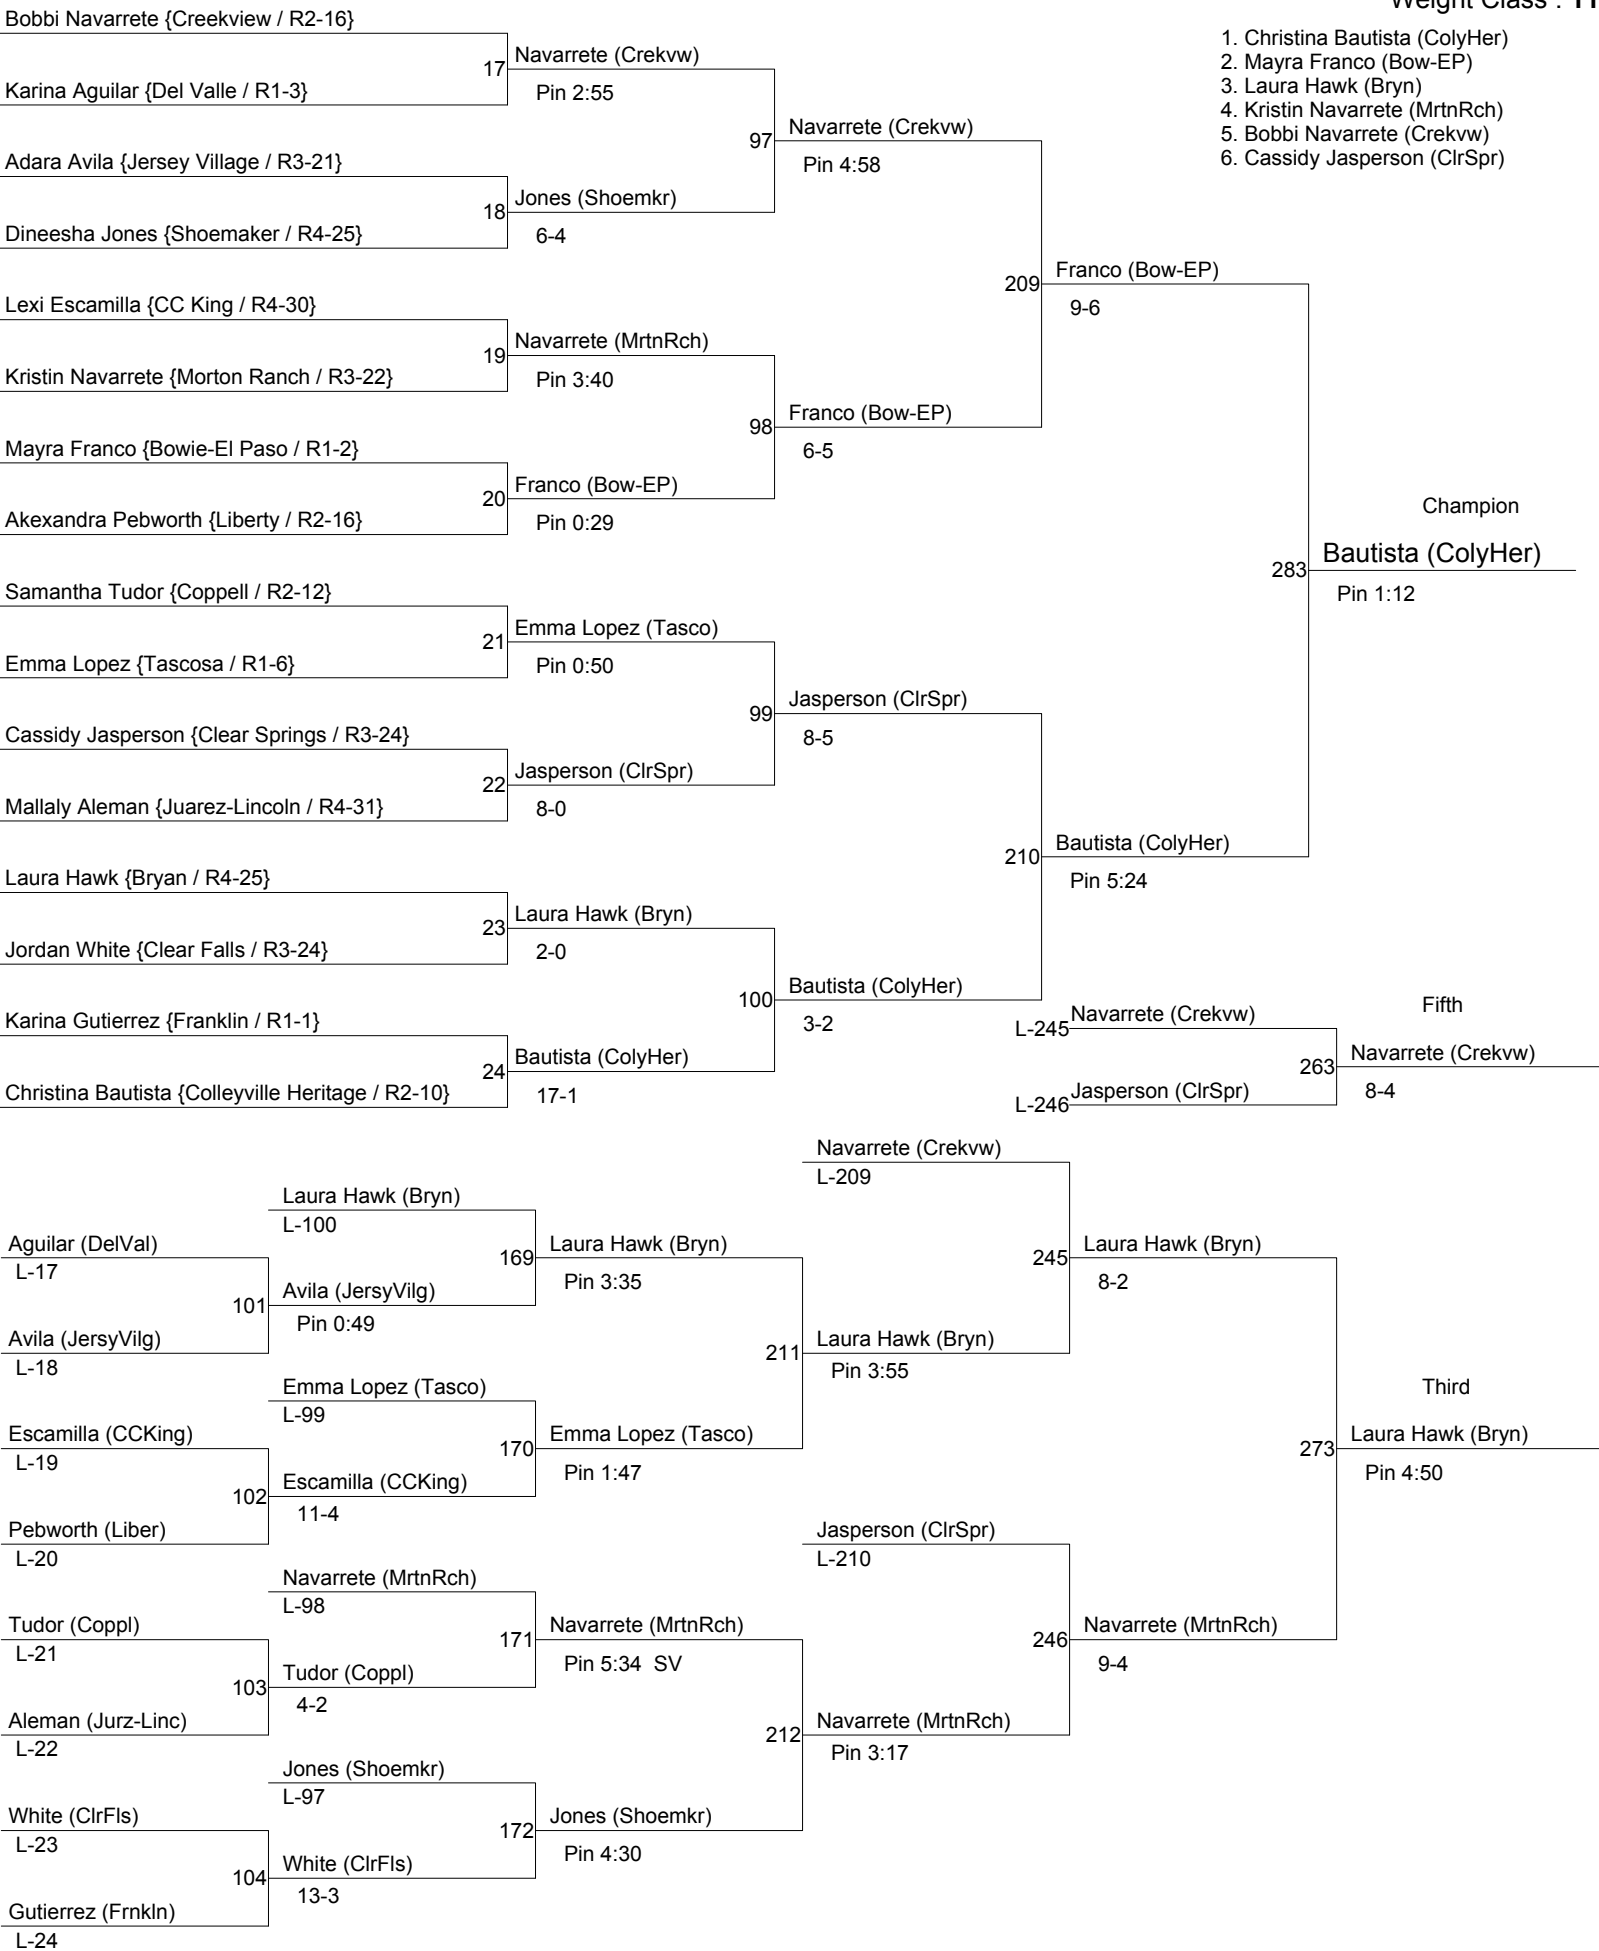 Weight Class : 11
1. Christina Bautista (ColyHer)
2. Mayra Franco (Bow-EP)
3. Laura Hawk (Bryn)
4. Kristin Navarrete (MrtnRch)
5. Bobbi Navarrete (Crekvw)
6. Cassidy Jasperson (ClrSpr)
Bobbi Navarrete {Creekview / R2-16}
17
Navarrete (Crekvw)
Pin 2:55
Karina Aguilar {Del Valle / R1-3}
97
Navarrete (Crekvw)
Pin 4:58
Adara Avila {Jersey Village / R3-21}
18
Jones (Shoemkr)
6-4
Dineesha Jones {Shoemaker / R4-25}
209
Franco (Bow-EP)
9-6
Lexi Escamilla {CC King / R4-30}
19
Navarrete (MrtnRch)
Pin 3:40
Kristin Navarrete {Morton Ranch / R3-22}
98
Franco (Bow-EP)
6-5
Mayra Franco {Bowie-El Paso / R1-2}
20
Franco (Bow-EP)
Pin 0:29
Akexandra Pebworth {Liberty / R2-16}
Champion
283
Bautista (ColyHer)
Pin 1:12
Samantha Tudor {Coppell / R2-12}
21
Emma Lopez (Tasco)
Pin 0:50
Emma Lopez {Tascosa / R1-6}
99
Jasperson (ClrSpr)
8-5
Cassidy Jasperson {Clear Springs / R3-24}
22
Jasperson (ClrSpr)
8-0
Mallaly Aleman {Juarez-Lincoln / R4-31}
210
Bautista (ColyHer)
Pin 5:24
Laura Hawk {Bryan / R4-25}
23
Laura Hawk (Bryn)
2-0
Jordan White {Clear Falls / R3-24}
100
Bautista (ColyHer)
3-2
Karina Gutierrez {Franklin / R1-1}
24
Bautista (ColyHer)
17-1
Christina Bautista {Colleyville Heritage / R2-10}
L-245
Navarrete (Crekvw)
Fifth
263
Navarrete (Crekvw)
8-4
L-246
Jasperson (ClrSpr)
Navarrete (Crekvw)
L-209
Laura Hawk (Bryn)
L-100
Aguilar (DelVal)
L-17
169
Laura Hawk (Bryn)
Pin 3:35
245
Laura Hawk (Bryn)
8-2
101
Avila (JersyVilg)
Pin 0:49
Avila (JersyVilg)
L-18
211
Laura Hawk (Bryn)
Pin 3:55
Emma Lopez (Tasco)
L-99
Third
Escamilla (CCKing)
L-19
170
Emma Lopez (Tasco)
Pin 1:47
273
Laura Hawk (Bryn)
Pin 4:50
102
Escamilla (CCKing)
11-4
Pebworth (Liber)
L-20
Jasperson (ClrSpr)
L-210
Navarrete (MrtnRch)
L-98
Tudor (Coppl)
L-21
171
Navarrete (MrtnRch)
Pin 5:34 SV
246
Navarrete (MrtnRch)
9-4
103
Tudor (Coppl)
4-2
Aleman (Jurz-Linc)
L-22
212
Navarrete (MrtnRch)
Pin 3:17
Jones (Shoemkr)
L-97
White (ClrFls)
L-23
172
Jones (Shoemkr)
Pin 4:30
104
White (ClrFls)
13-3
Gutierrez (Frnkln)
L-24